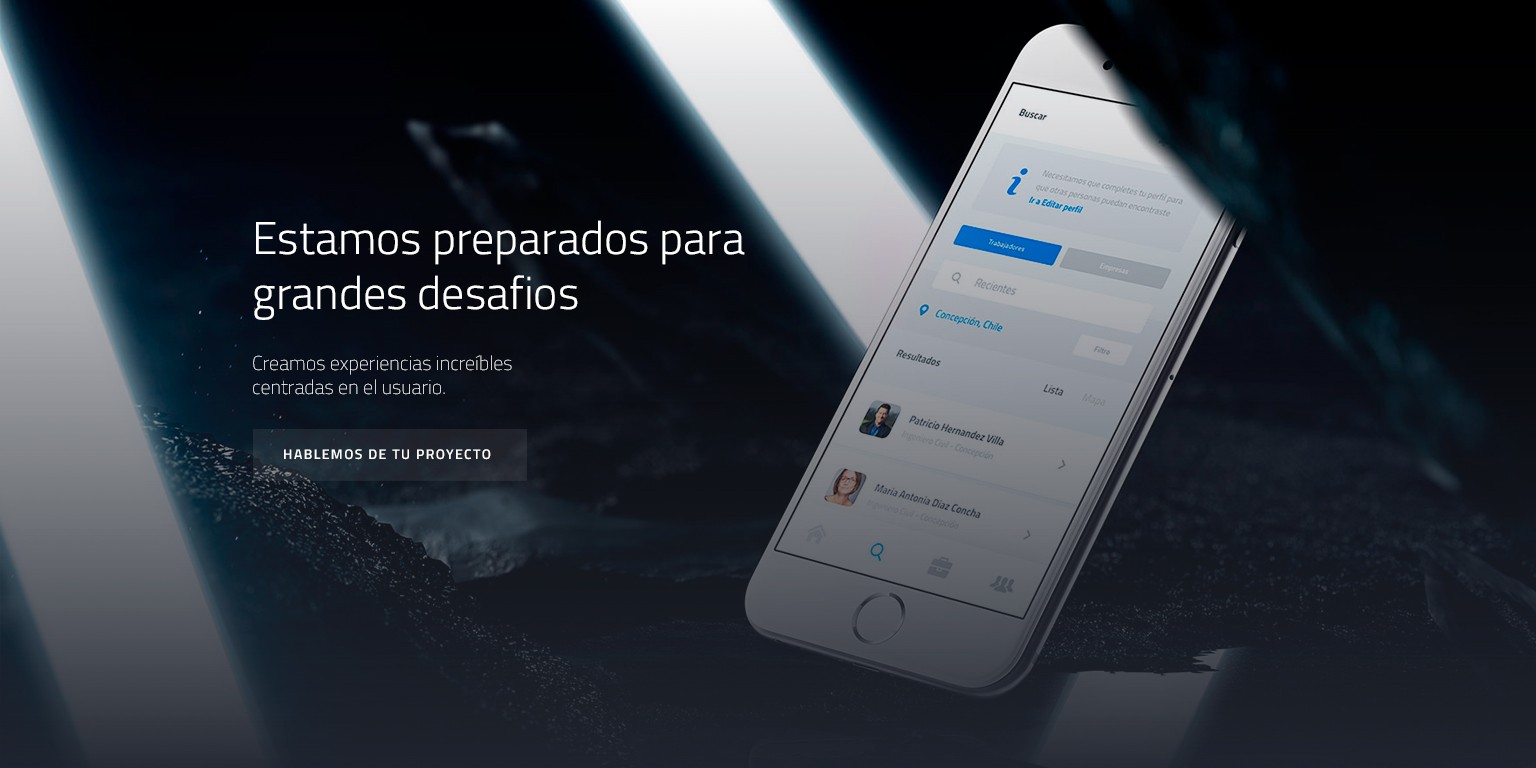 Estamos preparados para
grandes desafios
Creamos experiencias increíbles
centradas en el usuario.
HABLEMOS DE TU PROYECTO
Buscar
Necesitamos que completes tu perfil para
que otras personas puedan encontraste
Ir a Editar perfil
Trabajadores
Empresas
Recientes
Concepción, Chile
Filtro
Resultados
Lista
Mapa
Patricio Hernandez Villa
Ingeniero Civil - Concepción
Maria Antonia Diaz Concha
Ingeniero Civil - Concepción